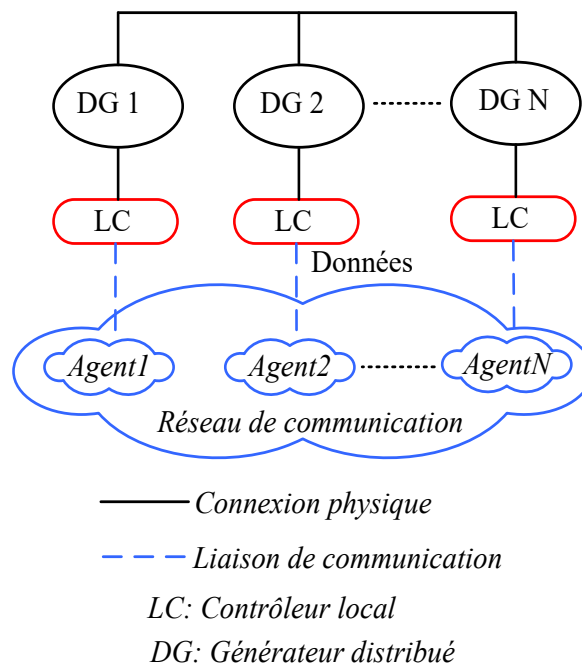 DG 1 DG 2 DG N
LC LC LC
Données
Agent1 Agent2 AgentN
Réseau de communication
Connexion physique
Liaison de communication
LC: Contrôleur local
DG: Générateur distribué